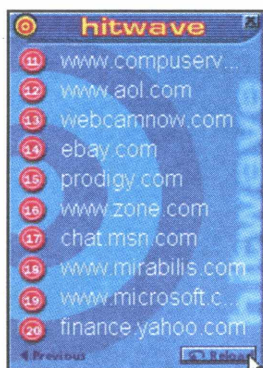 hitwave
11 www.compuserv...
12 www.aol.com
13 webcamnow.com
14 ebay.com
15 prodigy.com
16 www.zone.com
17 chat.msn.com
18 www.mirabilis.com
19 www.microsoft.c...
20 finance.yahoo.com
hitwave
Previous
Reload